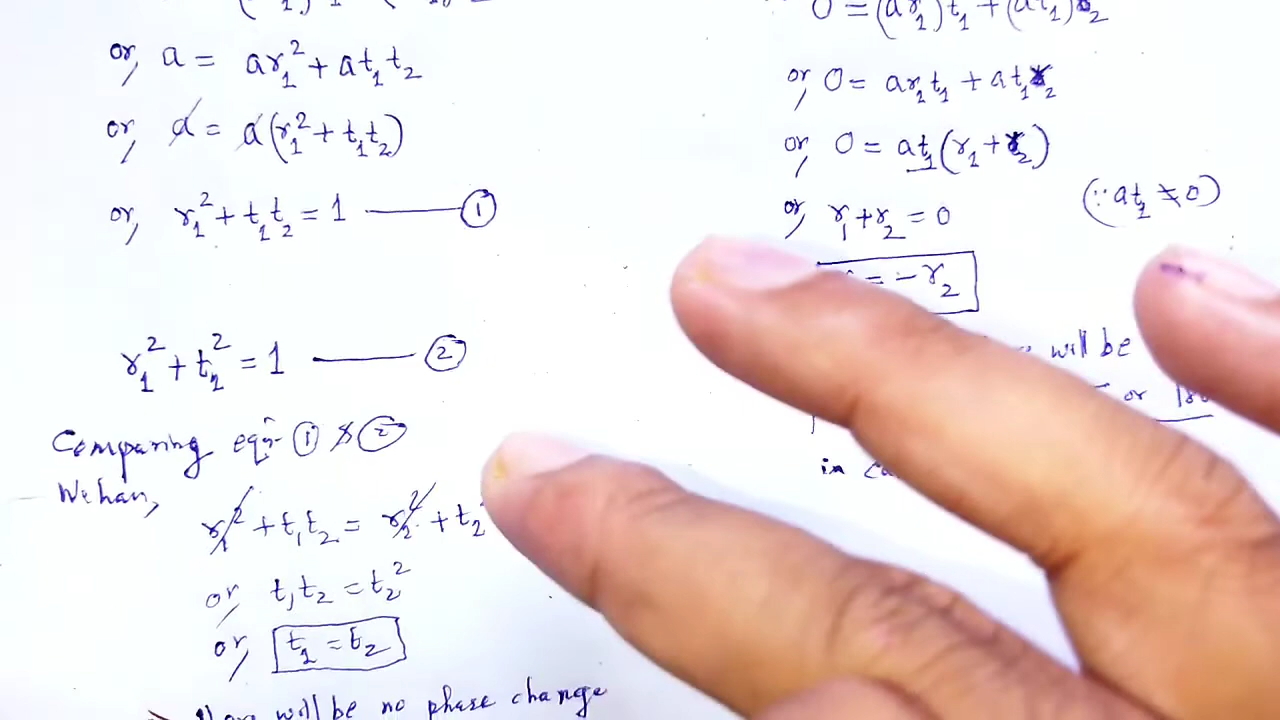 or, a = ar₁² + at₁t₂
or, a = a(r₁² + t₁t₂)
or, r₁² + t₁t₂ = 1 ——— ①
r₁² + t₂² = 1 ——— ②
Comparing eqn ① & ②
We have,
r₁² + t₁t₂ = r₂² + t₂
or, t₁t₂ = t₂²
or, t₁ = t₂
will be no phase change
0 = (ar₁)t₁ + (at₁)r₂
or, 0 = ar₁t₁ + at₁r₂
or, 0 = at₁(r₁ + r₂)
or, r₁ + r₂ = 0 (∵ at₁ ≠ 0)
= -r₂
will be
or
in